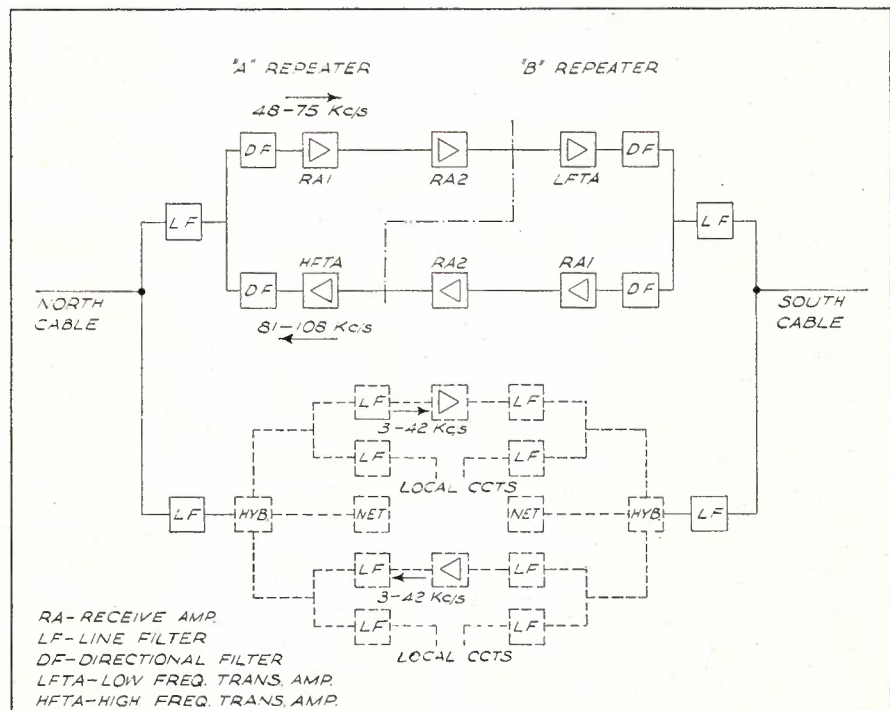 "A" REPEATER "B" REPEATER
48-75 Kc/s
DF DF
RA1 RA2 LFTA
LF LF
HFTA RA2 RA1
DF DF
NORTH CABLE
SOUTH CABLE
81-108 Kc/s
LF LF
3-42 Kc/s
LF LF
LOCAL CCTS
LF HYB. NET NET HYB. LF
LF LF
3-42 Kc/s
LF LF
LOCAL CCTS
RA-RECEIVE AMP.
LF-LINE FILTER
DF-DIRECTIONAL FILTER
LFTA-LOW FREQ. TRANS. AMP.
HFTA-HIGH FREQ. TRANS. AMP.